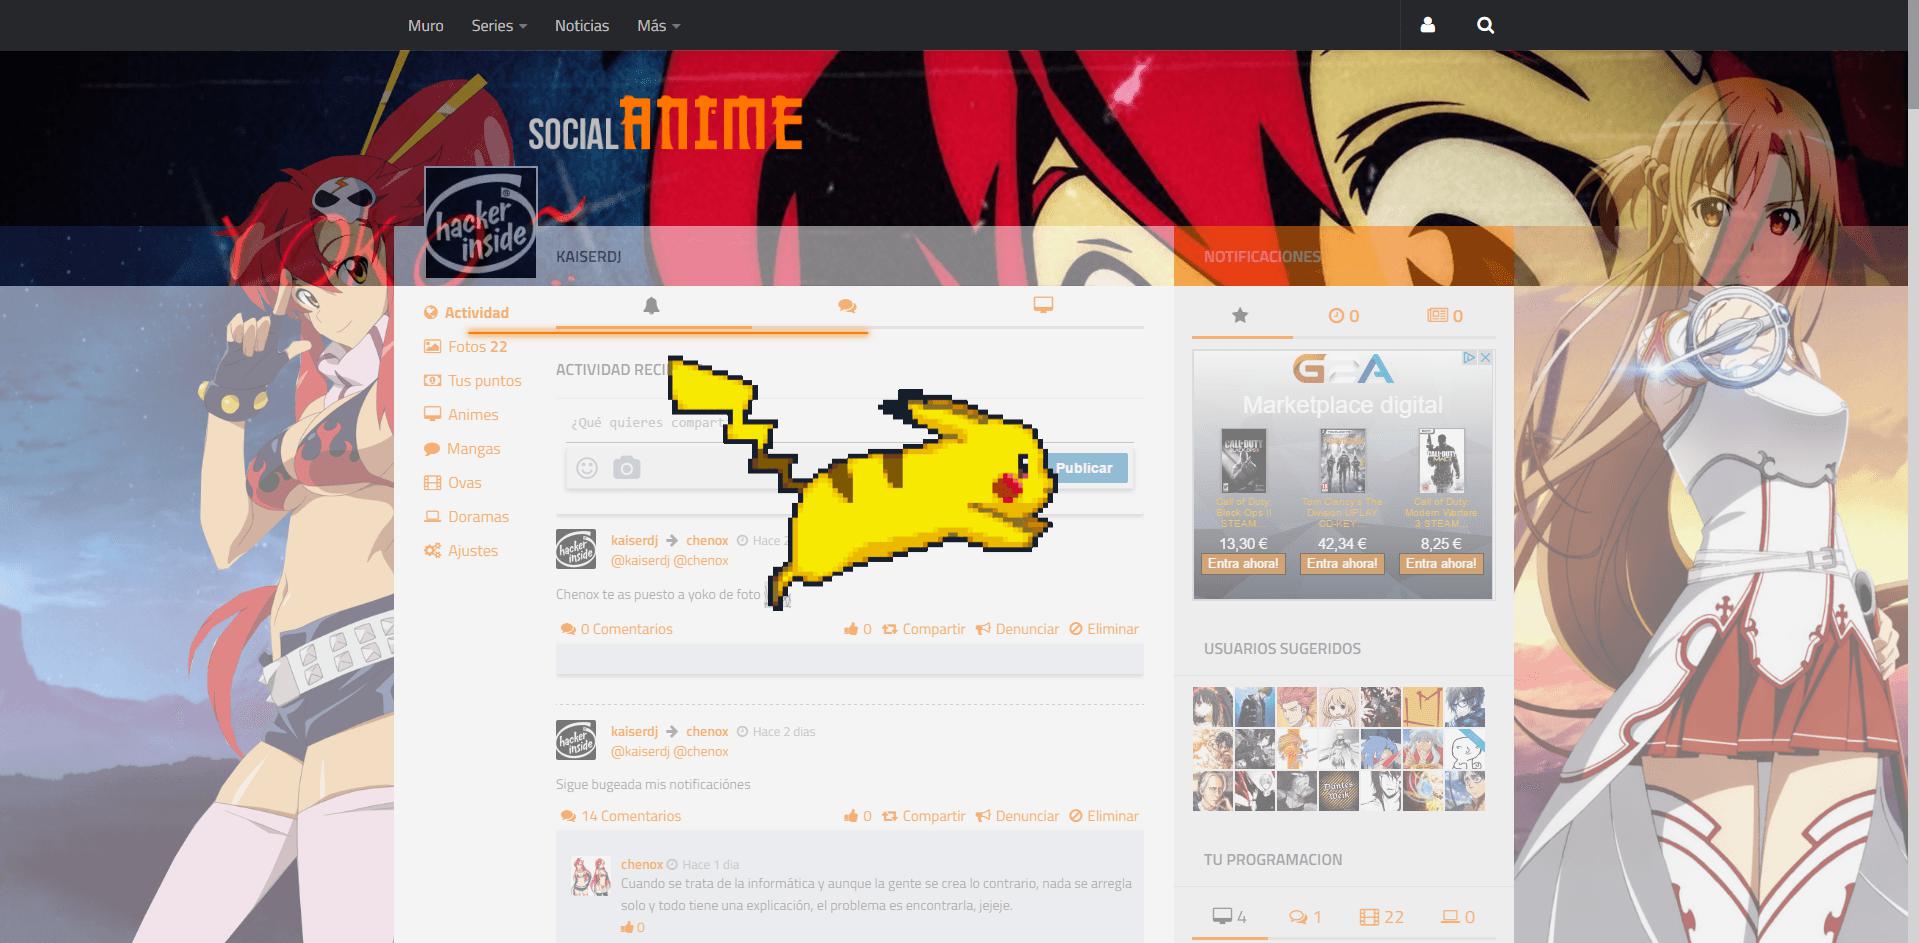 Muro
Series
Noticias
Más
SOCIAL ANIME
hacker
inside
KAISERDJ
NOTIFICACIONES
Actividad
Fotos 22
Tus puntos
Animes
Mangas
Ovas
Doramas
Ajustes
ACTIVIDAD
¿Qué quieres
Publicar
kaiserdj chenox Hace
@kaiserdj @chenox
Chenox te as puesto a yoko de foto
0 Comentarios
0 Compartir Denunciar Eliminar
hacker
inside
kaiserdj chenox Hace 2 dias
@kaiserdj @chenox
Sigue bugeada mis notificaciónes
14 Comentarios
0 Compartir Denunciar Eliminar
chenox Hace 1 dia
Cuando se trata de la informática y aunque la gente se crea lo contrario, nada se arregla
solo y todo tiene una explicación, el problema es encontrarla, jejeje.
0
0 0
G2A
Marketplace digital
Call of Duty:
Black Ops II
STEAM...
13,30 €
Entra ahora!
Tom Clancy's The
Division UPLAY
CD-KEY...
42,34 €
Entra ahora!
Call of Duty:
Modern Warfare
3 STEAM...
8,25 €
Entra ahora!
USUARIOS SUGERIDOS
TU PROGRAMACION
4 1 22 0